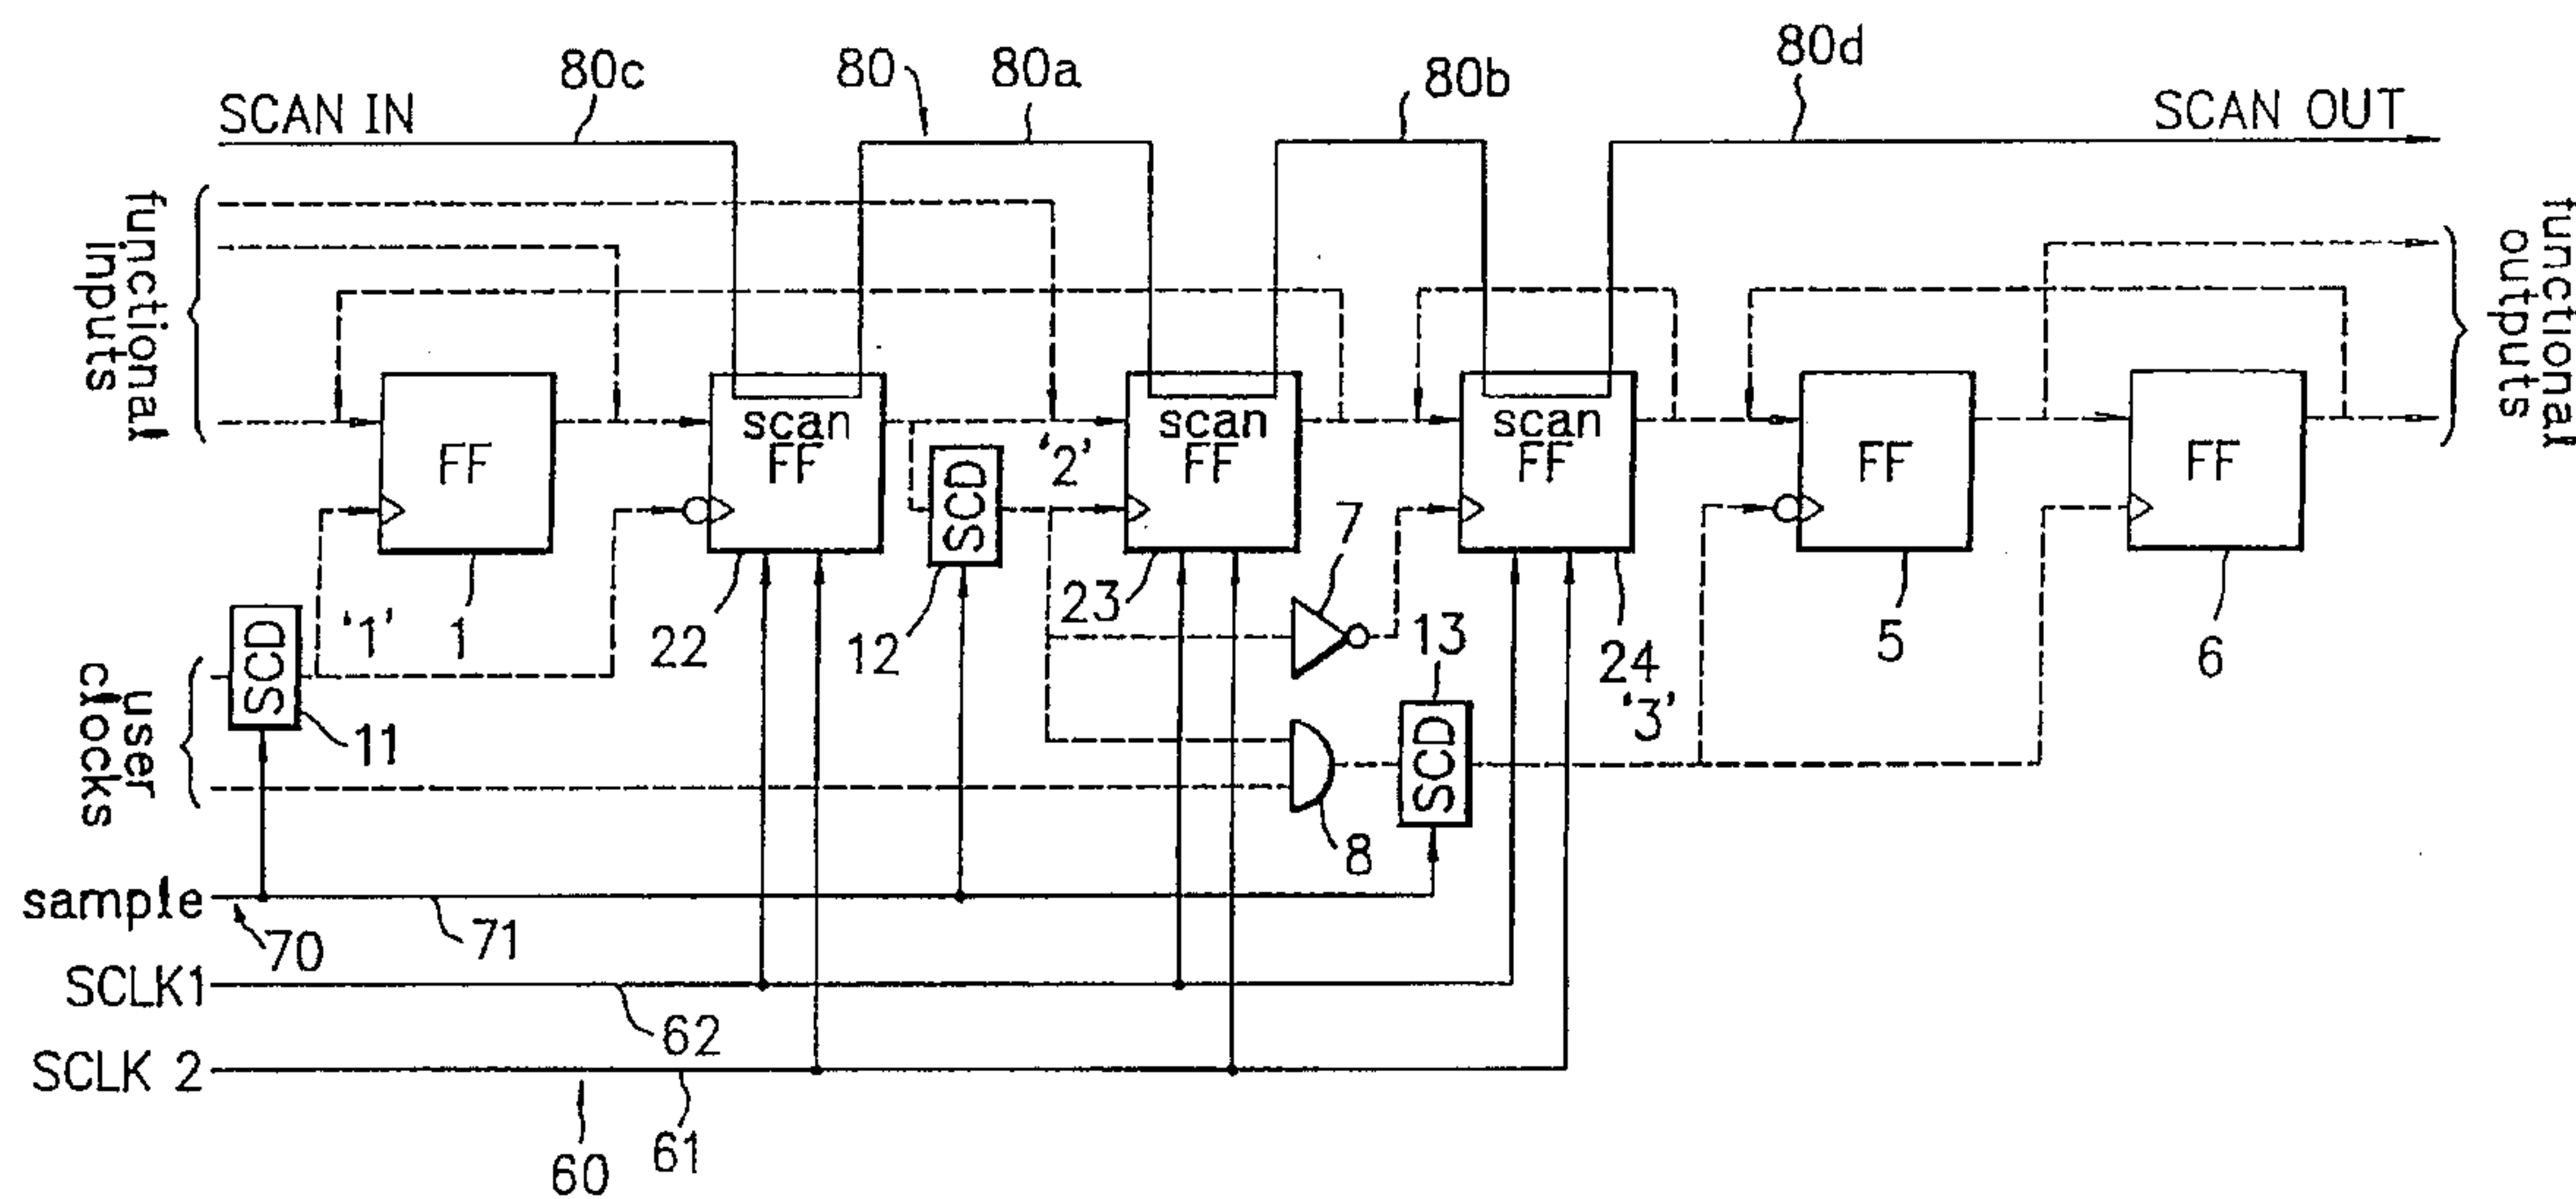 80c
80
80a
80b
80d
SCAN IN
SCAN OUT
functional
inputs
functional
outputs
FF
scan
FF
SCD
'2'
scan
FF
scan
FF
FF
FF
7
SCD
'1'
1
22
12
23
13
24
'3'
5
6
user
clocks
11
SCD
8
sample
70
71
SCLK1
62
SCLK 2
60
61